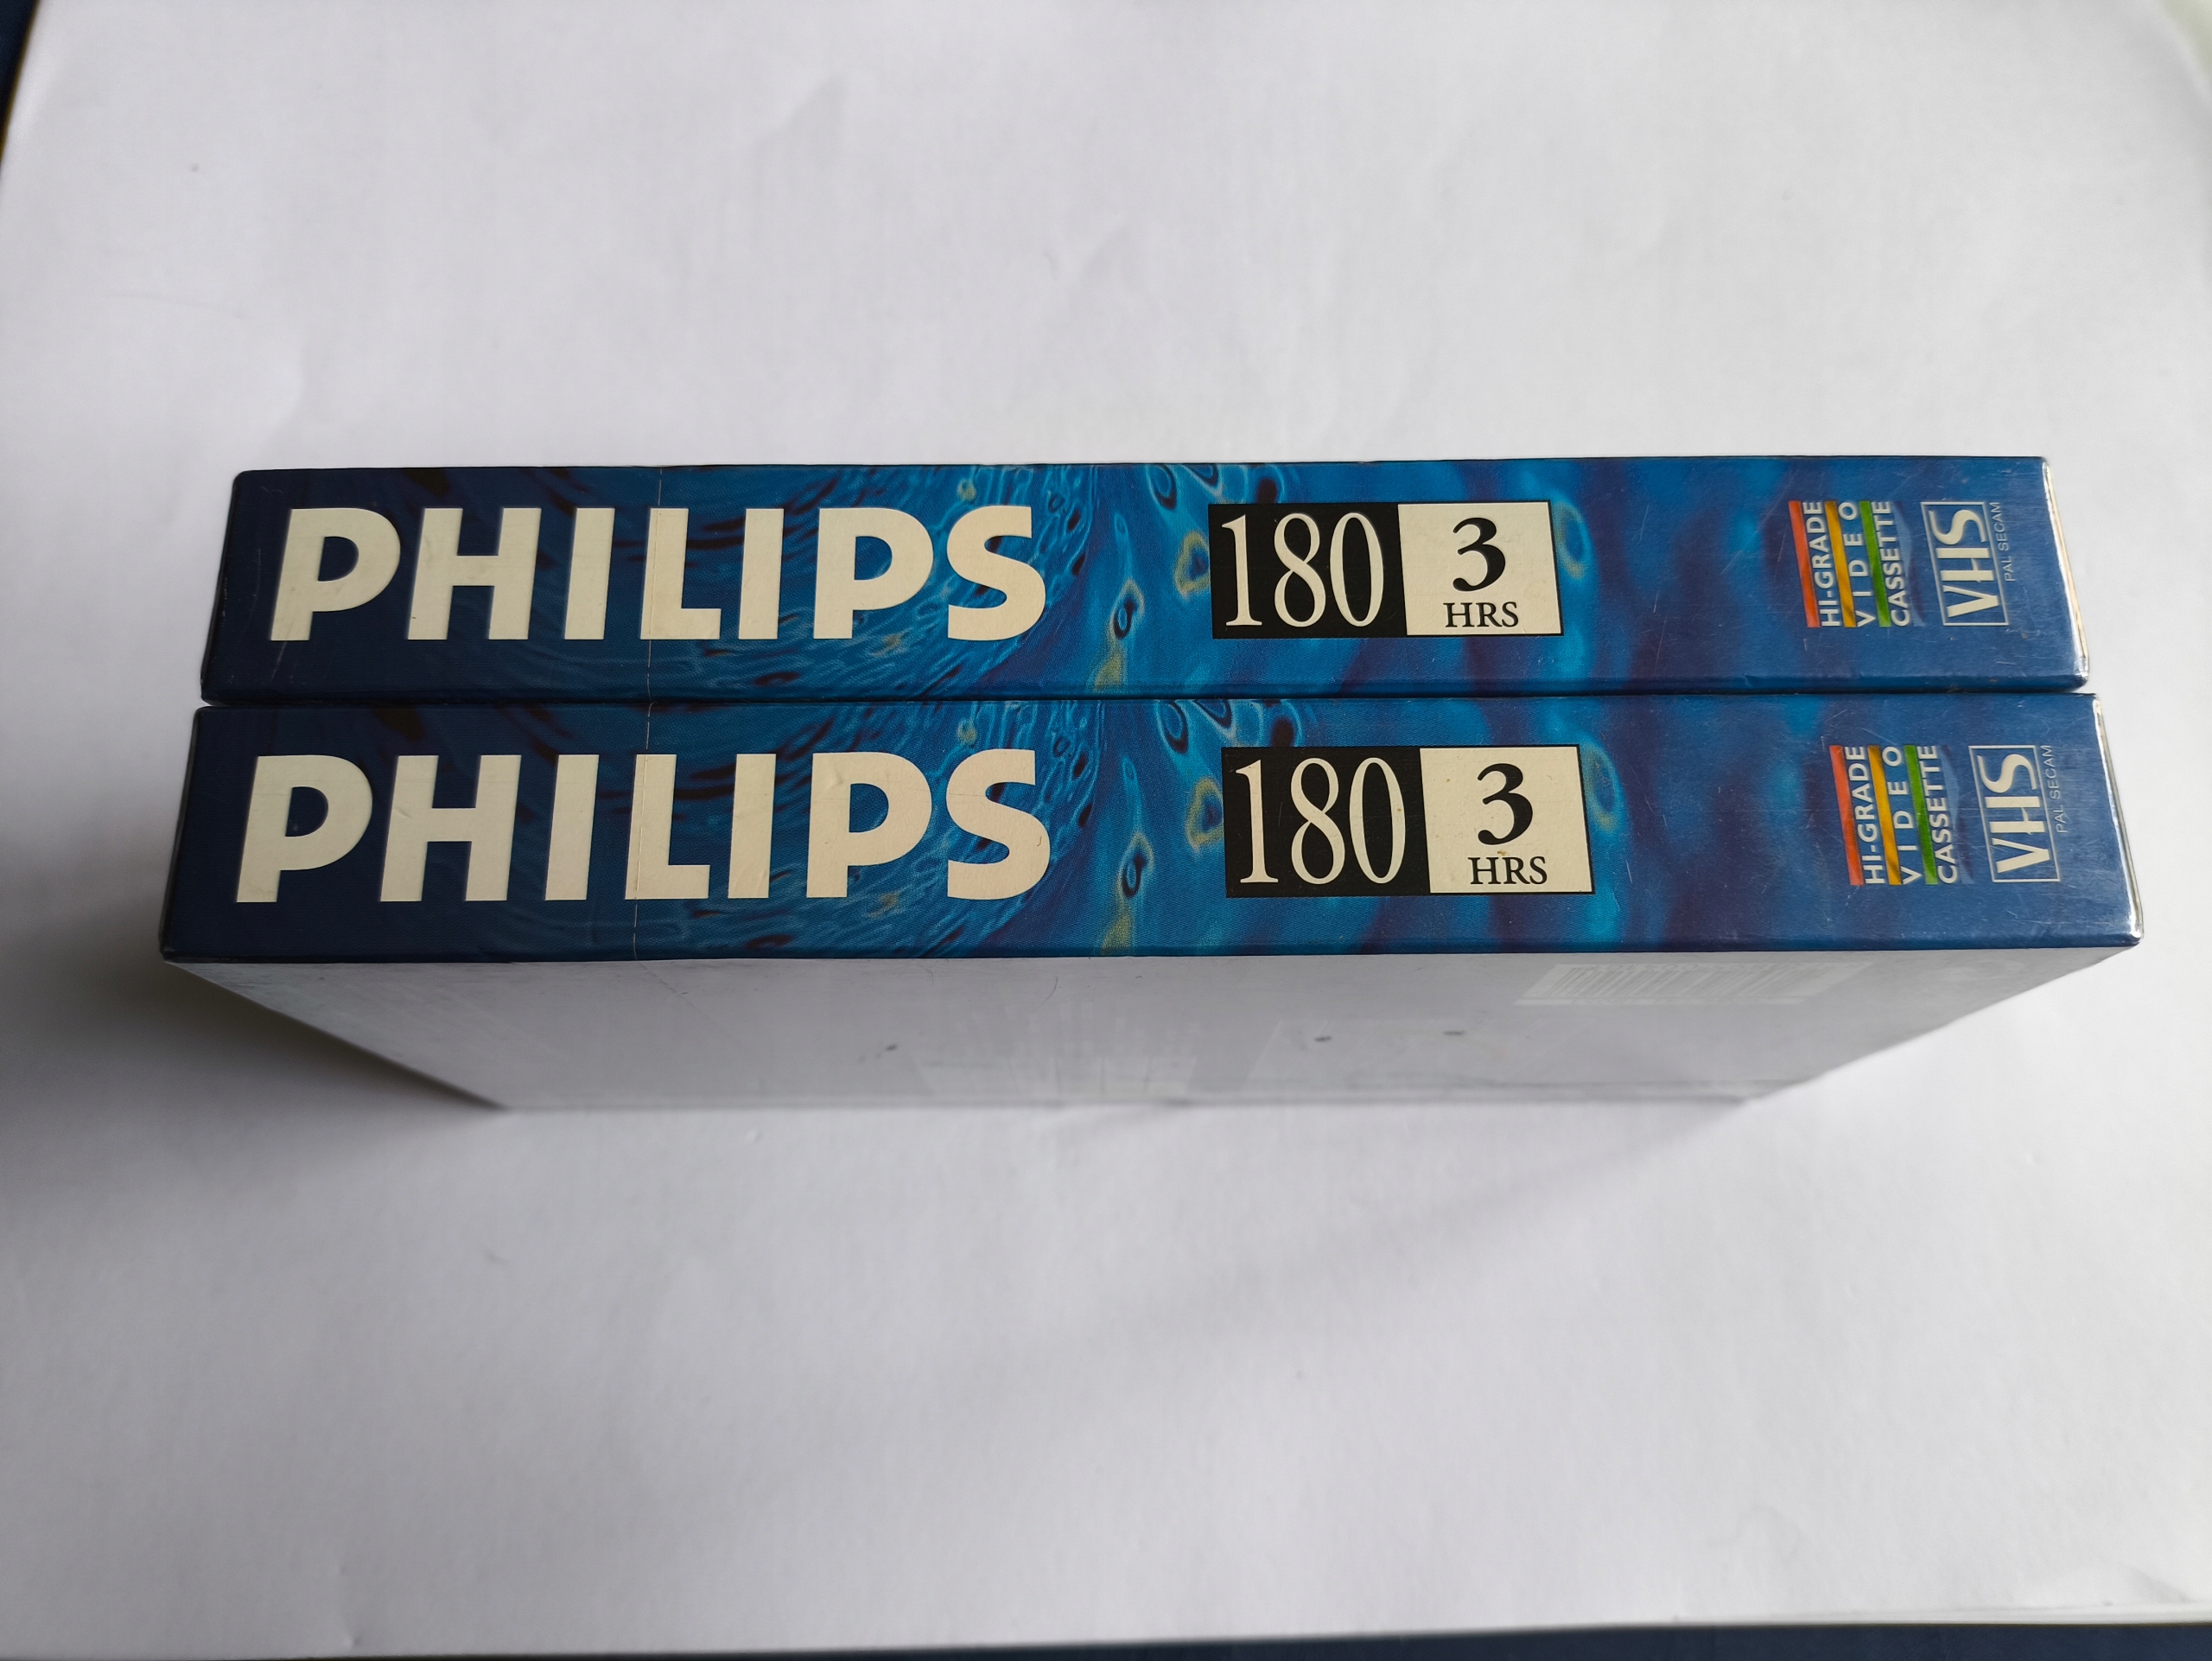 PHILIPS
180
3
HRS
HI-GRADE
VIDEO
CASSETTE
VHS
PAL SECAM
PHILIPS
180
3
HRS
HI-GRADE
VIDEO
CASSETTE
VHS
PAL SECAM